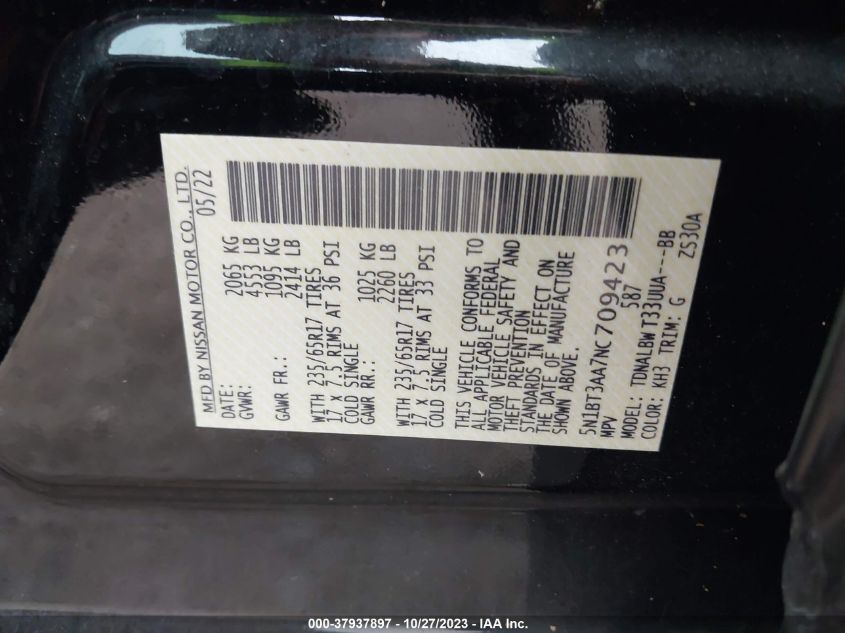 MFD BY NISSAN MOTOR CO., LTD.
DATE: 05/22
GVWR: 2065 KG
4553 LB
GAWR FR.: 1095 KG
2414 LB
WITH 235/65R17 TIRES
17 X 7.5 RIMS AT 36 PSI
COLD SINGLE
GAWR RR.: 1025 KG
2260 LB
WITH 235/65R17 TIRES
17 X 7.5 RIMS AT 33 PSI
COLD SINGLE
THIS VEHICLE CONFORMS TO
ALL APPLICABLE FEDERAL
MOTOR VEHICLE SAFETY AND
THEFT PREVENTION
STANDARDS IN EFFECT ON
THE DATE OF MANUFACTURE
SHOWN ABOVE.
5N1BT3AA7NC709423
MPV 587
MODEL: TDNALBWT33UUA---BB
COLOR: KH3 TRIM: G ZS30A
000-37937897 - 10/27/2023 - IAA Inc.